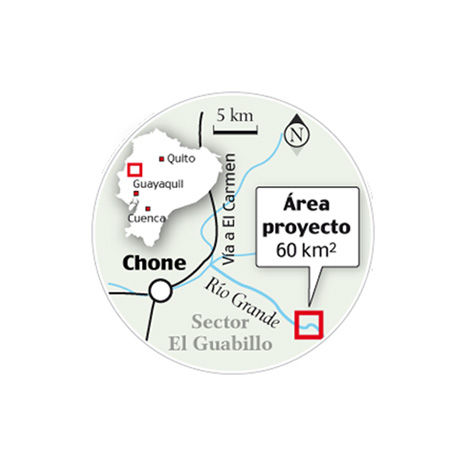 5 km
N
Quito
Guayaquil
Cuenca
Vía a El Carmen
Área
proyecto
60 km²
Chone
Río Grande
Sector
El Guabillo